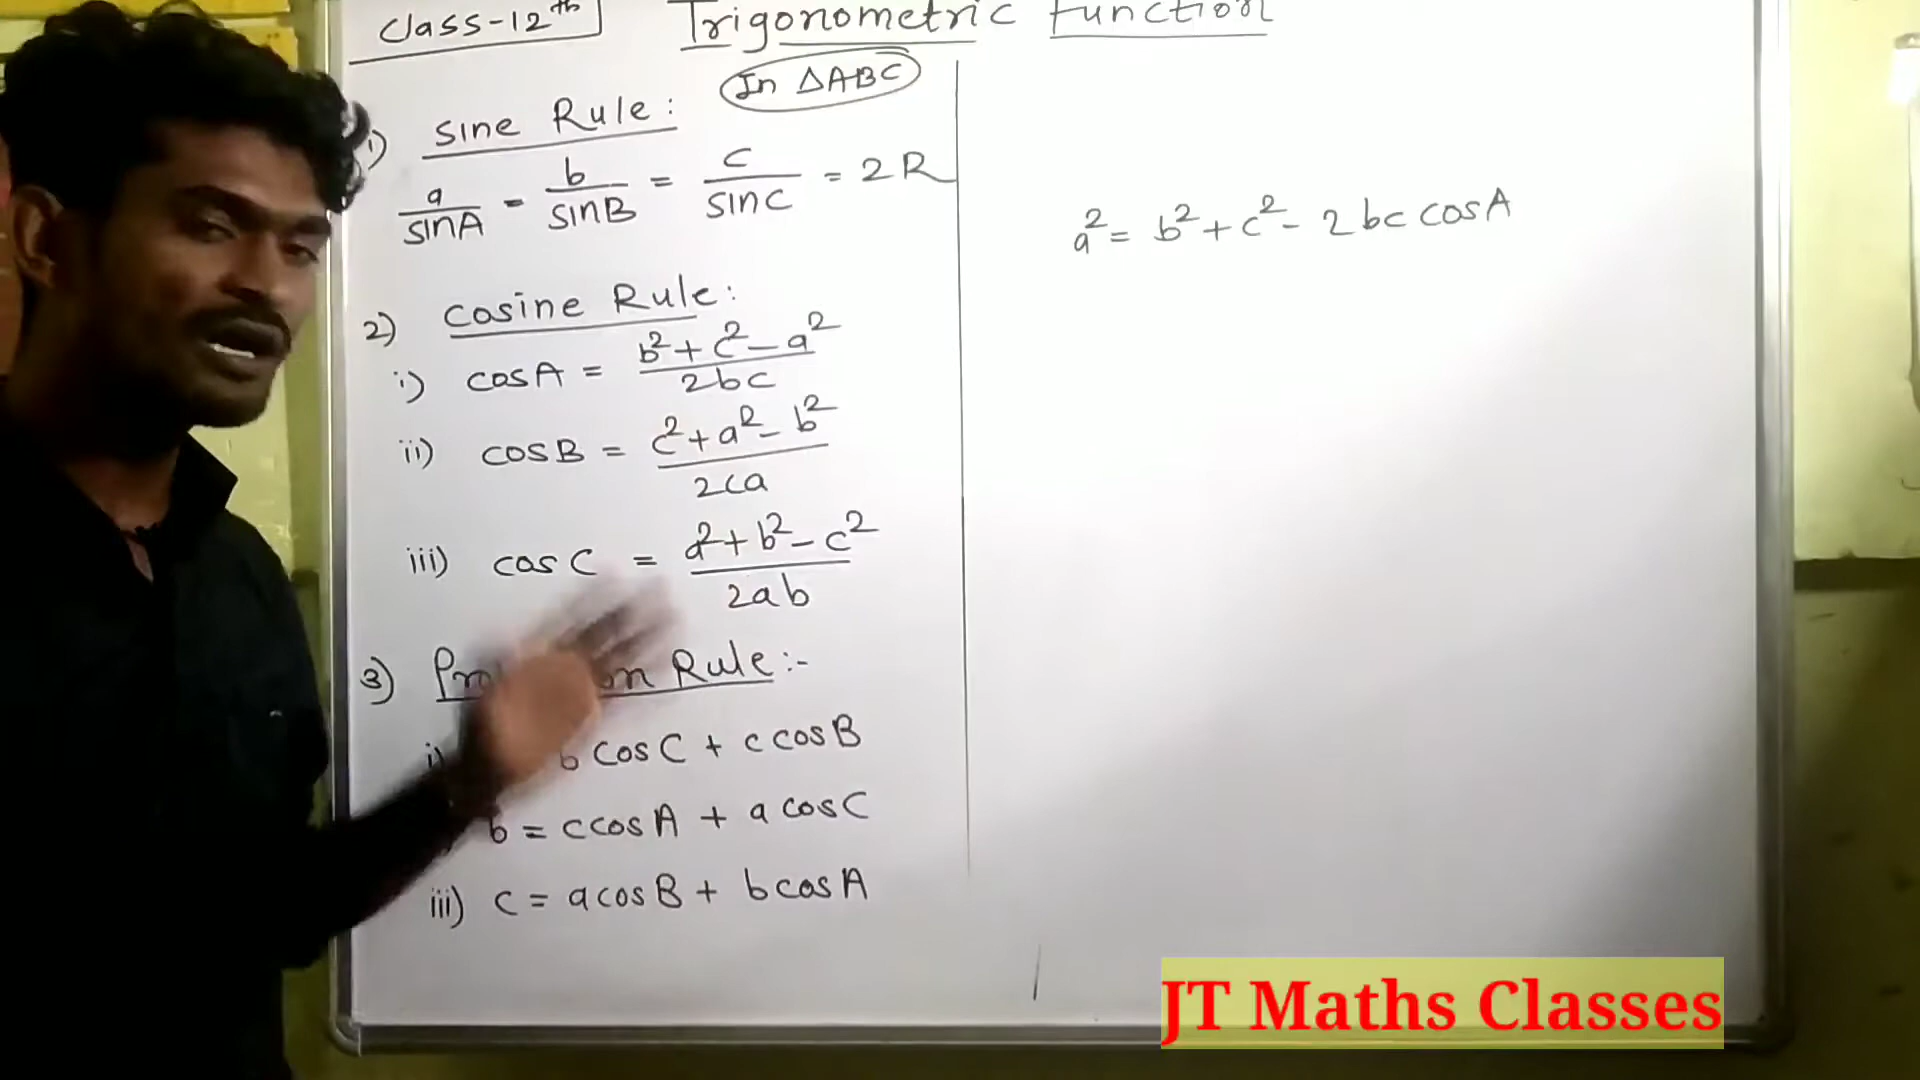 Class-12th Trigonometric Function
In △ABC
1) Sine Rule:
a/sinA = b/sinB = c/sinC = 2R
2) Cosine Rule:
i) cosA = b²+c²-a²/2bc
ii) cosB = c²+a²-b²/2ca
iii) cosC = a²+b²-c²/2ab
3) Rule:-
i) b cosC + c cosB
b = c cosA + a cosC
iii) c = a cosB + b cosA
a² = b²+c²- 2bc cosA
JT Maths Classes